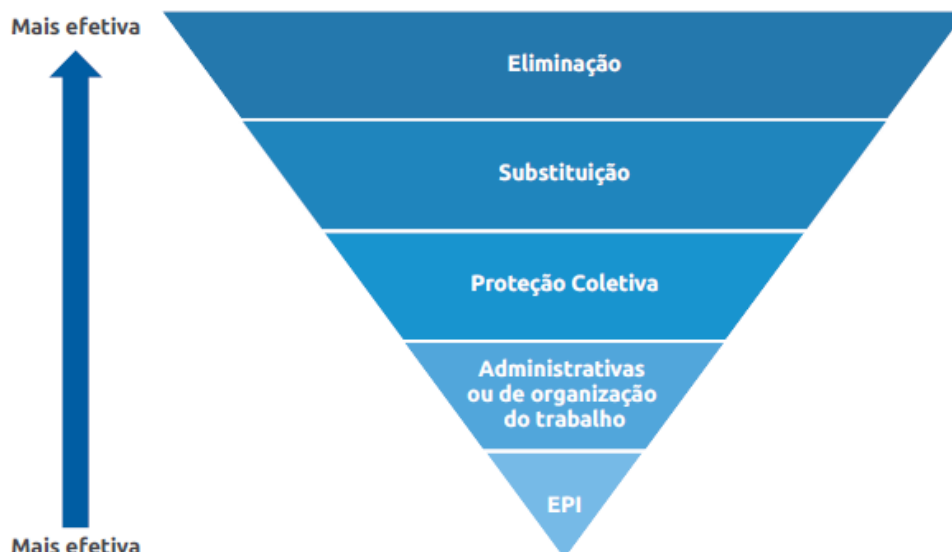 Mais efetiva
Eliminação
Substituição
Proteção Coletiva
Administrativas
ou de organização
do trabalho
EPI
Mais efetiva